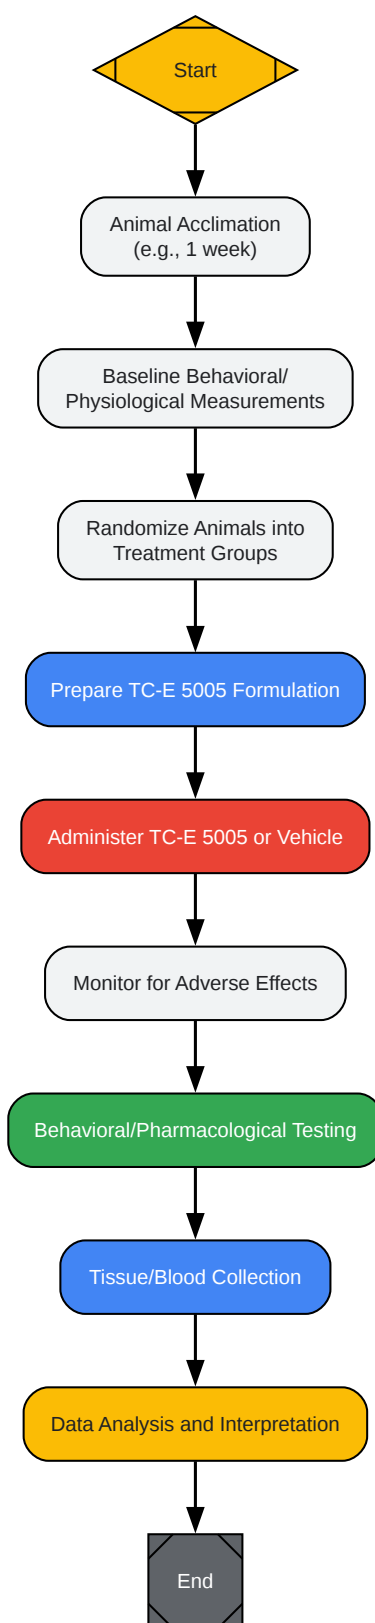 Start
Animal Acclimation
(e.g., 1 week)
Baseline Behavioral/
Physiological Measurements
Randomize Animals into
Treatment Groups
Prepare TC-E 5005 Formulation
Administer TC-E 5005 or Vehicle
Monitor for Adverse Effects
Behavioral/Pharmacological Testing
Tissue/Blood Collection
Data Analysis and Interpretation
End